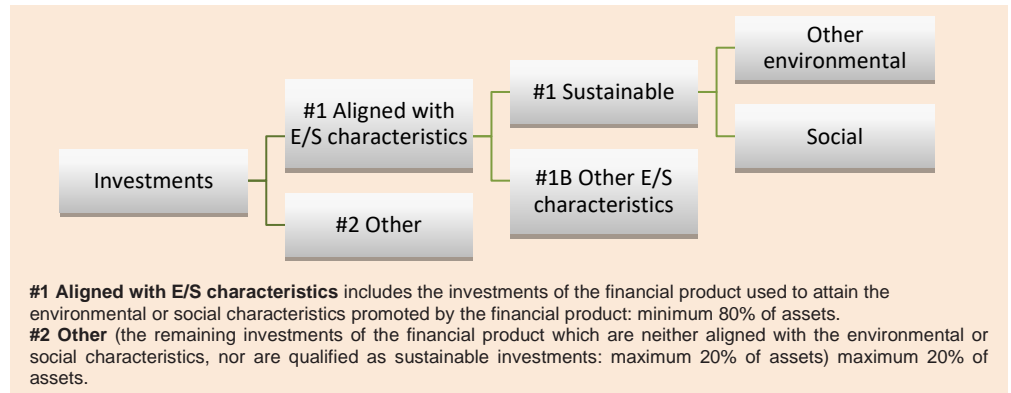 Other
environmental
#1 Sustainable
#1 Aligned with
E/S characteristics
Social
Investments
#1B Other E/S
characteristics
#2 Other
#1 Aligned with E/S characteristics includes the investments of the financial product used to attain the
environmental or social characteristics promoted by the financial product: minimum 80% of assets.
#2 Other (the remaining investments of the financial product which are neither aligned with the environmental or
social characteristics, nor are qualified as sustainable investments: maximum 20% of assets) maximum 20% of
assets.